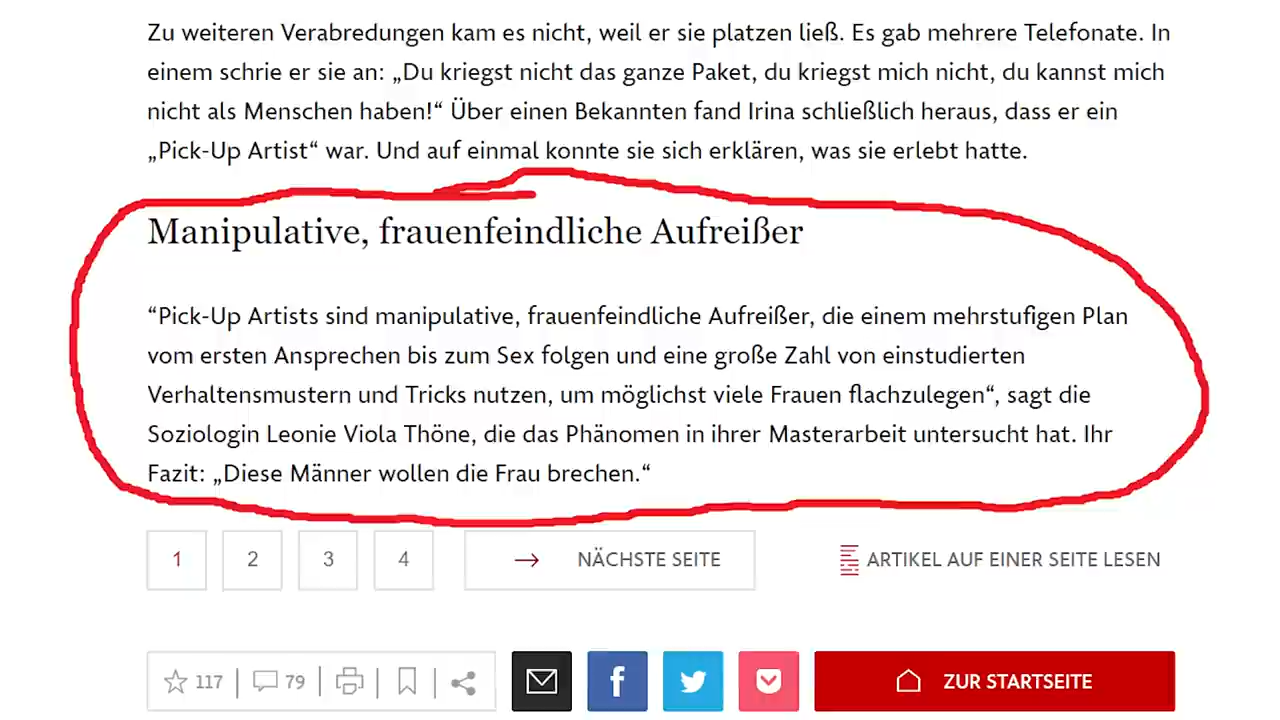 Zu weiteren Verabredungen kam es nicht, weil er sie platzen ließ. Es gab mehrere Telefonate. In
einem schrie er sie an: „Du kriegst nicht das ganze Paket, du kriegst mich nicht, du kannst mich
nicht als Menschen haben!“ Über einen Bekannten fand Irina schließlich heraus, dass er ein
„Pick-Up Artist“ war. Und auf einmal konnte sie sich erklären, was sie erlebt hatte.
Manipulative, frauenfeindliche Aufreißer
“Pick-Up Artists sind manipulative, frauenfeindliche Aufreißer, die einem mehrstufigen Plan
vom ersten Ansprechen bis zum Sex folgen und eine große Zahl von einstudierten
Verhaltensmustern und Tricks nutzen, um möglichst viele Frauen flachzulegen“, sagt die
Soziologin Leonie Viola Thöne, die das Phänomen in ihrer Masterarbeit untersucht hat. Ihr
Fazit: „Diese Männer wollen die Frau brechen.“
1 2 3 4 → NÄCHSTE SEITE ARTIKEL AUF EINER SEITE LESEN
117 79 f ZUR STARTSEITE